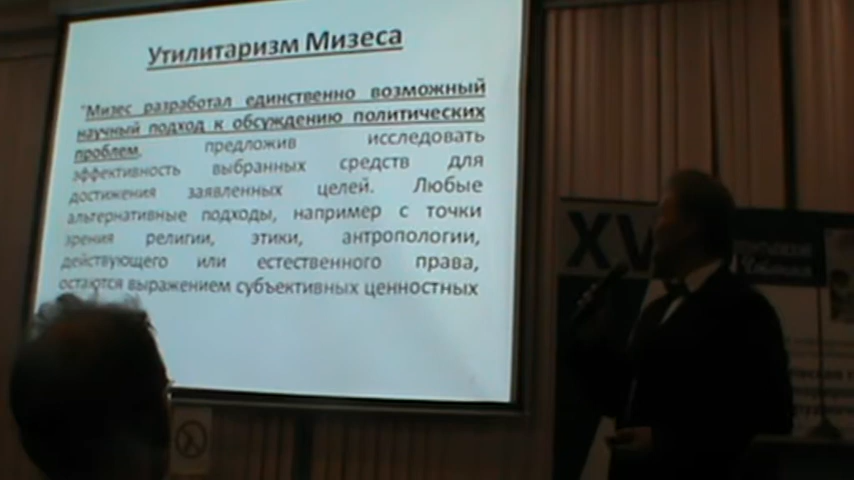 Утилитаризм Мизеса
"Мизес разработал единственно возможный
научный подход к обсуждению политических
проблем, предложив исследовать
эффективность выбранных средств для
достижения заявленных целей. Любые
альтернативные подходы, например с точки
зрения религии, этики, антропологии,
действующего или естественного права,
остаются выражением субъективных ценностных
XV